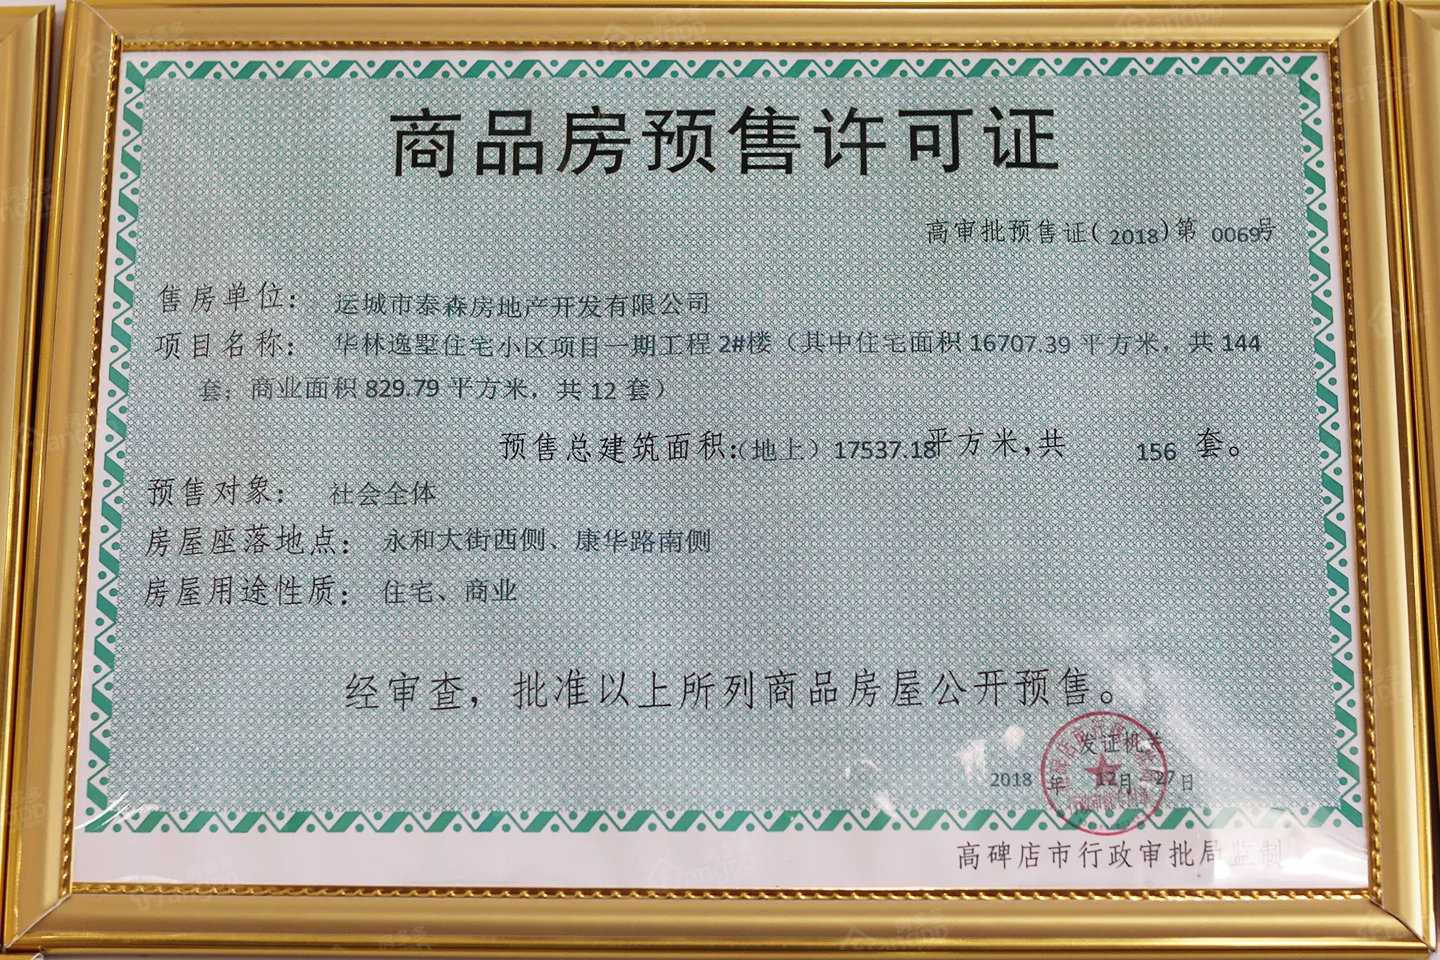 商品房预售许可证
高审批预售证(2018)第 0069号
售房单位: 运城市泰森房地产开发有限公司
项目名称: 华林逸墅住宅小区项目一期工程 2#楼（其中住宅面积 16707.39 平方米，共 144
套；商业面积 829.79 平方米，共 12 套）
预售总建筑面积:(地上）17537.18平方米,共 156 套。
预售对象: 社会全体
房屋座落地点: 永和大街西侧、康华路南侧
房屋用途性质: 住宅、商业
经审查，批准以上所列商品房屋公开预售。
发证机关
2018 年 12月 27日
高碑店市行政审批局监制